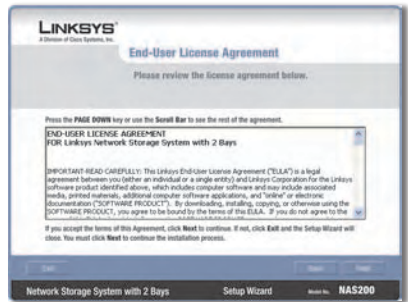 LINKSYS
A Division of Cisco Systems, Inc.
End-User License Agreement
Please review the license agreement below.
Press the PAGE DOWN key or use the Scroll Bar to see the rest of the agreement.
END-USER LICENSE AGREEMENT
FOR Linksys Network Storage System with 2 Bays
IMPORTANT-READ CAREFULLY: This Linksys End-User License Agreement ("EULA") is a legal
agreement between you (either an individual or a single entity) and Linksys Corporation for the Linksys
software product identified above, which includes computer software and may include associated
media, printed materials, additional computer software applications, and "online" or electronic
documentation ("SOFTWARE PRODUCT"). By downloading, installing, copying, or otherwise using the
SOFTWARE PRODUCT, you agree to be bound by the terms of this EULA. If you do not agree to the
If you accept the terms of this Agreement, click Next to continue. If not, click Exit and the Setup Wizard will
close. You must click Next to continue the installation process.
Exit
Next
Network Storage System with 2 Bays
Setup Wizard
Model No.
NAS200